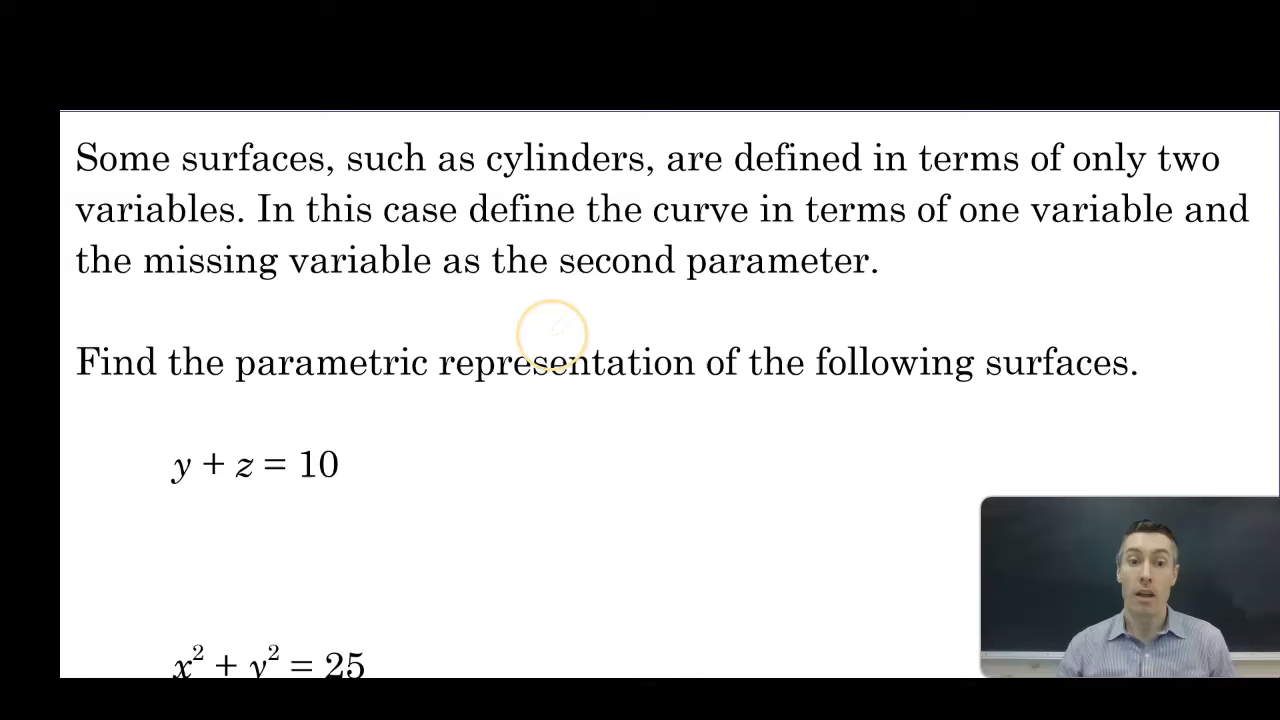 Some surfaces, such as cylinders, are defined in terms of only two
variables. In this case define the curve in terms of one variable and
the missing variable as the second parameter.
Find the parametric representation of the following surfaces.
y + z = 10
x² + y² = 25